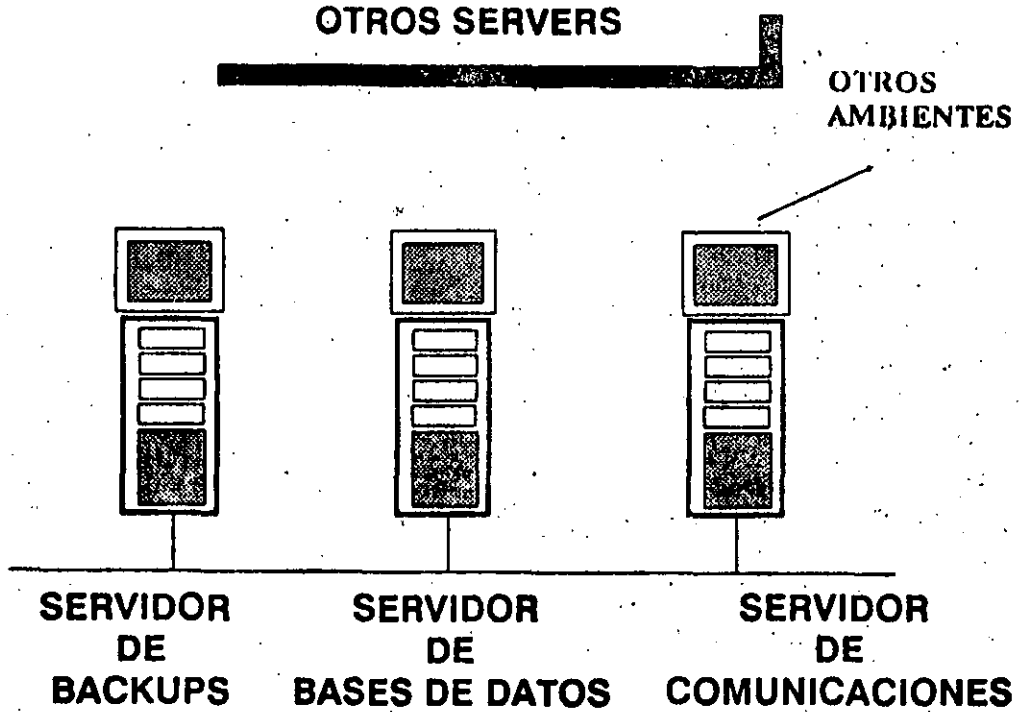 OTROS SERVERS
OTROS
AMBIENTES
SERVIDOR
DE
BACKUPS
SERVIDOR
DE
BASES DE DATOS
SERVIDOR
DE
COMUNICACIONES